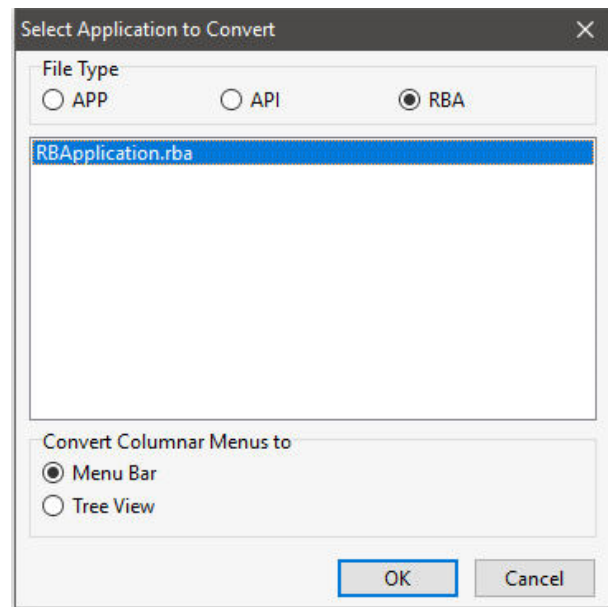 Select Application to Convert
File Type
APP API RBA
RBApplication.rba
Convert Columnar Menus to
Menu Bar
Tree View
OK Cancel